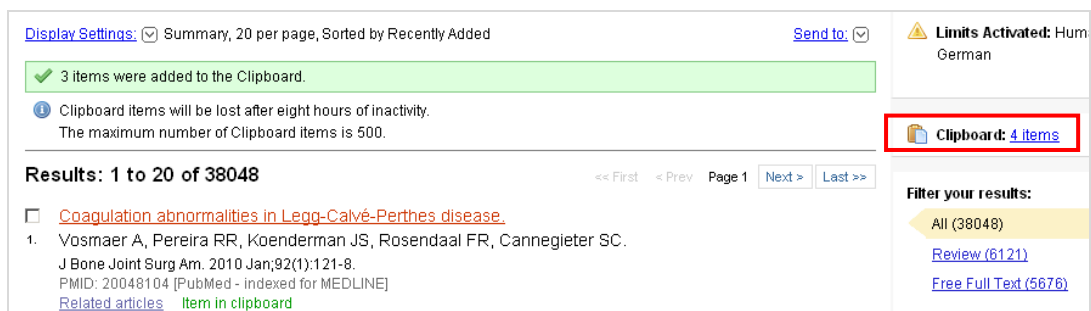 Display Settings: Summary, 20 per page, Sorted by Recently Added
Send to:
3 items were added to the Clipboard.
Clipboard items will be lost after eight hours of inactivity.
The maximum number of Clipboard items is 500.
Results: 1 to 20 of 38048
<< First < Prev Page 1 Next > Last >>
1. Coagulation abnormalities in Legg-Calvé-Perthes disease.
Vosmaer A, Pereira RR, Koenderman JS, Rosendaal FR, Cannegieter SC.
J Bone Joint Surg Am. 2010 Jan;92(1):121-8.
PMID: 20048104 [PubMed - indexed for MEDLINE]
Related articles Item in clipboard
Limits Activated: Hum
German
Clipboard: 4 items
Filter your results:
All (38048)
Review (6121)
Free Full Text (5676)